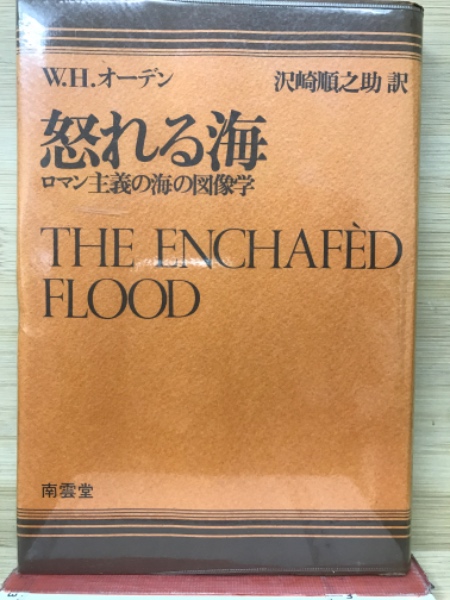 W.H.オーデン 沢崎順之助 訳
怒れる海
ロマン主義の海の図像学
THE ENCHAFÈD
FLOOD
南雲堂